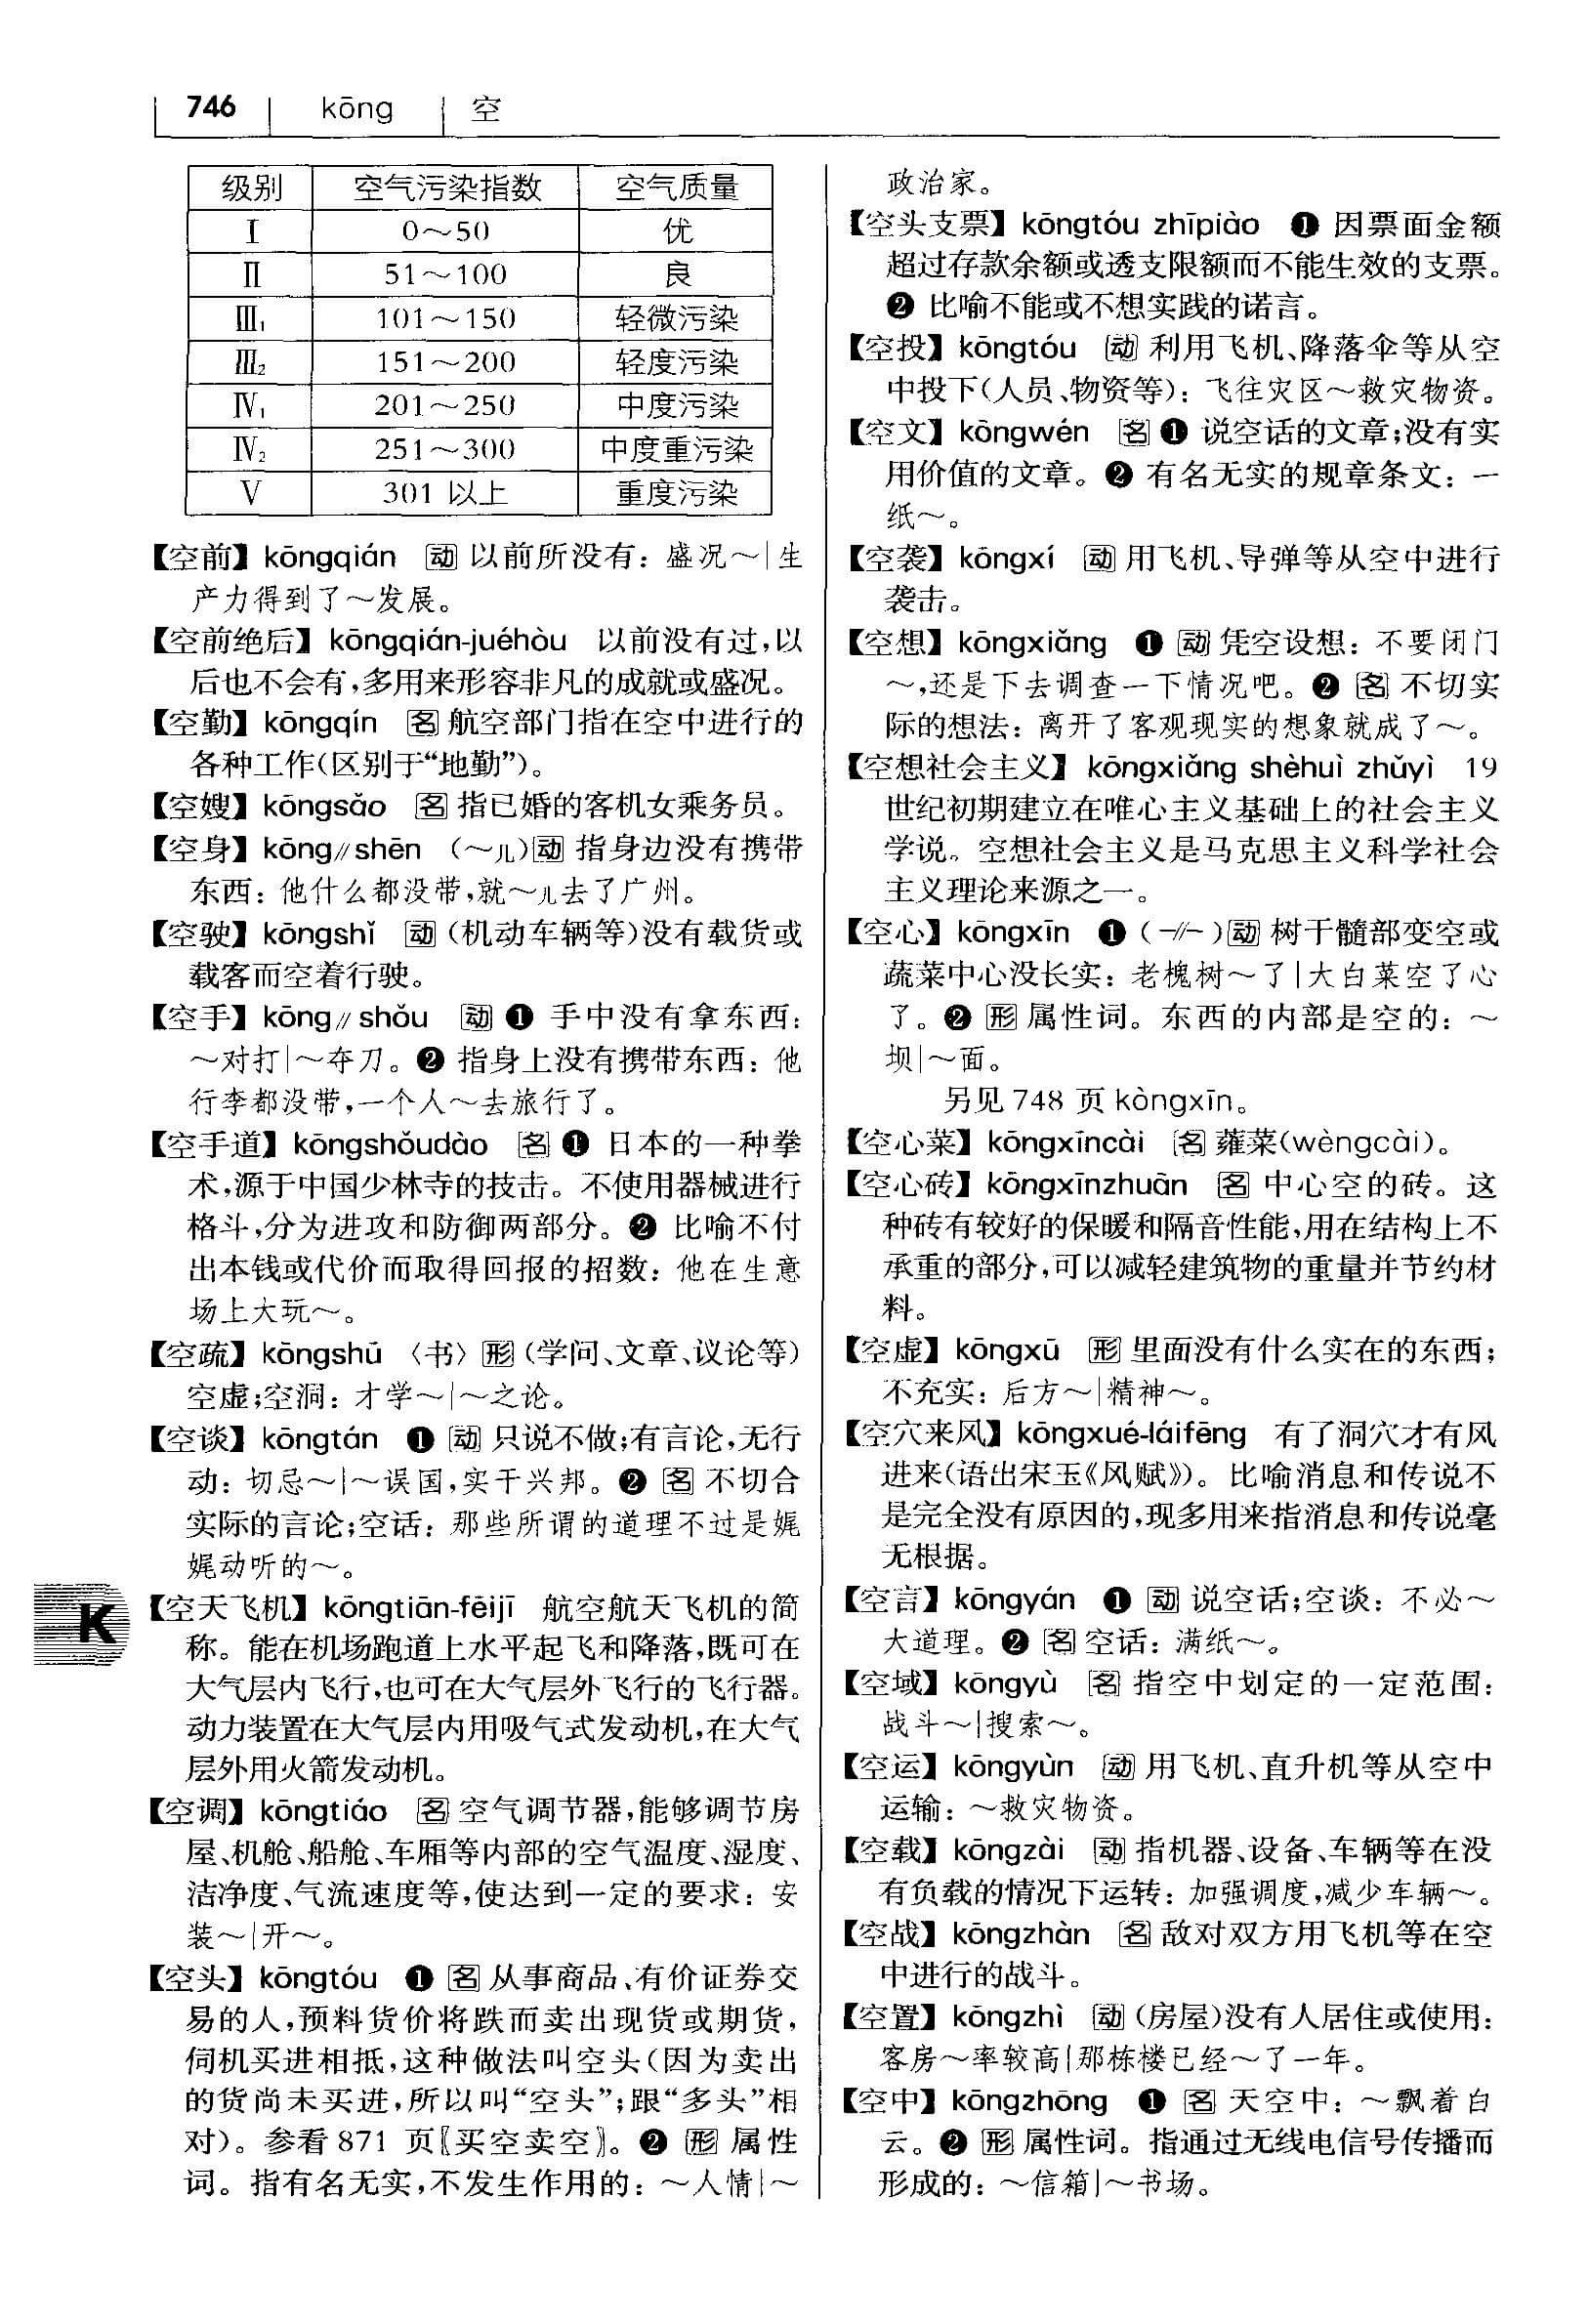 746 kōng 空
级别 空气污染指数 空气质量
Ⅰ 0～50 优
Ⅱ 51～100 良
Ⅲ₁ 101～150 轻微污染
Ⅲ₂ 151～200 轻度污染
Ⅳ₁ 201～250 中度污染
Ⅳ₂ 251～300 中度重污染
Ⅴ 301 以上 重度污染
【空前】kōngqián 动 以前所没有：盛况～|生
产力得到了～发展。
【空前绝后】kōngqián-juéhòu 以前没有过，以
后也不会有，多用来形容非凡的成就或盛况。
【空勤】kōngqín 名 航空部门指在空中进行的
各种工作（区别于“地勤”）。
【空嫂】kōngsǎo 名 指已婚的客机女乘务员。
【空身】kōng//shēn （～儿）动 指身边没有携带
东西：他什么都没带，就～儿去了广州。
【空驶】kōngshǐ 动（机动车辆等）没有载货或
载客而空着行驶。
【空手】kōng//shǒu 动 ❶ 手中没有拿东西：
～对打|～夺刀。❷ 指身上没有携带东西：他
行李都没带，一个人～去旅行了。
【空手道】kōngshǒudào 名 ❶ 日本的一种拳
术，源于中国少林寺的技击。不使用器械进行
格斗，分为进攻和防御两部分。❷ 比喻不付
出本钱或代价而取得回报的招数：他在生意
场上大玩～。
【空疏】kōngshū 〈书〉形（学问、文章、议论等）
空虚；空洞：才学～|～之论。
【空谈】kōngtán ❶ 动 只说不做；有言论，无行
动：切忌～|～误国，实干兴邦。❷ 名 不切合
实际的言论；空话：那些所谓的道理不过是娓
娓动听的～。
【空天飞机】kōngtiān-fēijī 航空航天飞机的简
称。能在机场跑道上水平起飞和降落，既可在
大气层内飞行，也可在大气层外飞行的飞行器。
动力装置在大气层内用吸气式发动机，在大气
层外用火箭发动机。
【空调】kōngtiáo 名 空气调节器，能够调节房
屋、机舱、船舱、车厢等内部的空气温度、湿度、
洁净度、气流速度等，使达到一定的要求：安
装～|开～。
【空头】kōngtóu ❶ 名 从事商品、有价证券交
易的人，预料货价将跌而卖出现货或期货，
伺机买进相抵，这种做法叫空头（因为卖出
的货尚未买进，所以叫“空头”；跟“多头”相
对）。参看 871 页〖买空卖空〗。❷ 形 属性
词。指有名无实，不发生作用的：～人情|～
K
政治家。
【空头支票】kōngtóu zhīpiào ❶ 因票面金额
超过存款余额或透支限额而不能生效的支票。
❷ 比喻不能或不想实践的诺言。
【空投】kōngtóu 动 利用飞机、降落伞等从空
中投下（人员、物资等）：飞往灾区～救灾物资。
【空文】kōngwén 名 ❶ 说空话的文章；没有实
用价值的文章。❷ 有名无实的规章条文：一
纸～。
【空袭】kōngxí 动 用飞机、导弹等从空中进行
袭击。
【空想】kōngxiǎng ❶ 动 凭空设想：不要闭门
～，还是下去调查一下情况吧。❷ 名 不切实
际的想法：离开了客观现实的想象就成了～。
【空想社会主义】kōngxiǎng shèhuì zhǔyì 19
世纪初期建立在唯心主义基础上的社会主义
学说。空想社会主义是马克思主义科学社会
主义理论来源之一。
【空心】kōngxīn ❶（-//-）动 树干髓部变空或
蔬菜中心没长实：老槐树～了|大白菜空了心
了。❷ 形 属性词。东西的内部是空的：～
坝|～面。
另见 748 页 kòngxīn。
【空心菜】kōngxīncài 名 蕹菜（wèngcài）。
【空心砖】kōngxīnzhuān 名 中心空的砖。这
种砖有较好的保暖和隔音性能，用在结构上不
承重的部分，可以减轻建筑物的重量并节约材
料。
【空虚】kōngxū 形 里面没有什么实在的东西；
不充实：后方～|精神～。
【空穴来风】kōngxué-láifēng 有了洞穴才有风
进来（语出宋玉《风赋》）。比喻消息和传说不
是完全没有原因的，现多用来指消息和传说毫
无根据。
【空言】kōngyán ❶ 动 说空话；空谈：不必～
大道理。❷ 名 空话：满纸～。
【空域】kōngyù 名 指空中划定的一定范围：
战斗～|搜索～。
【空运】kōngyùn 动 用飞机、直升机等从空中
运输：～救灾物资。
【空载】kōngzài 动 指机器、设备、车辆等在没
有负载的情况下运转：加强调度，减少车辆～。
【空战】kōngzhàn 名 敌对双方用飞机等在空
中进行的战斗。
【空置】kōngzhì 动（房屋）没有人居住或使用：
客房～率较高|那栋楼已经～了一年。
【空中】kōngzhōng ❶ 名 天空中：～飘着白
云。❷ 形 属性词。指通过无线电信号传播而
形成的：～信箱|～书场。